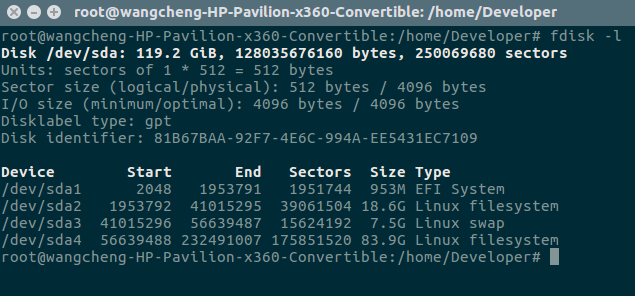 root@wangcheng-HP-Pavilion-x360-Convertible: /home/Developer
root@wangcheng-HP-Pavilion-x360-Convertible:/home/Developer# fdisk -l
Disk /dev/sda: 119.2 GiB, 128035676160 bytes, 250069680 sectors
Units: sectors of 1 * 512 = 512 bytes
Sector size (logical/physical): 512 bytes / 4096 bytes
I/O size (minimum/optimal): 4096 bytes / 4096 bytes
Disklabel type: gpt
Disk identifier: 81B67BAA-92F7-4E6C-994A-EE5431EC7109
Device Start End Sectors Size Type
/dev/sda1 2048 1953791 1951744 953M EFI System
/dev/sda2 1953792 41015295 39061504 18.6G Linux filesystem
/dev/sda3 41015296 56639487 15624192 7.5G Linux swap
/dev/sda4 56639488 232491007 175851520 83.9G Linux filesystem
root@wangcheng-HP-Pavilion-x360-Convertible:/home/Developer#